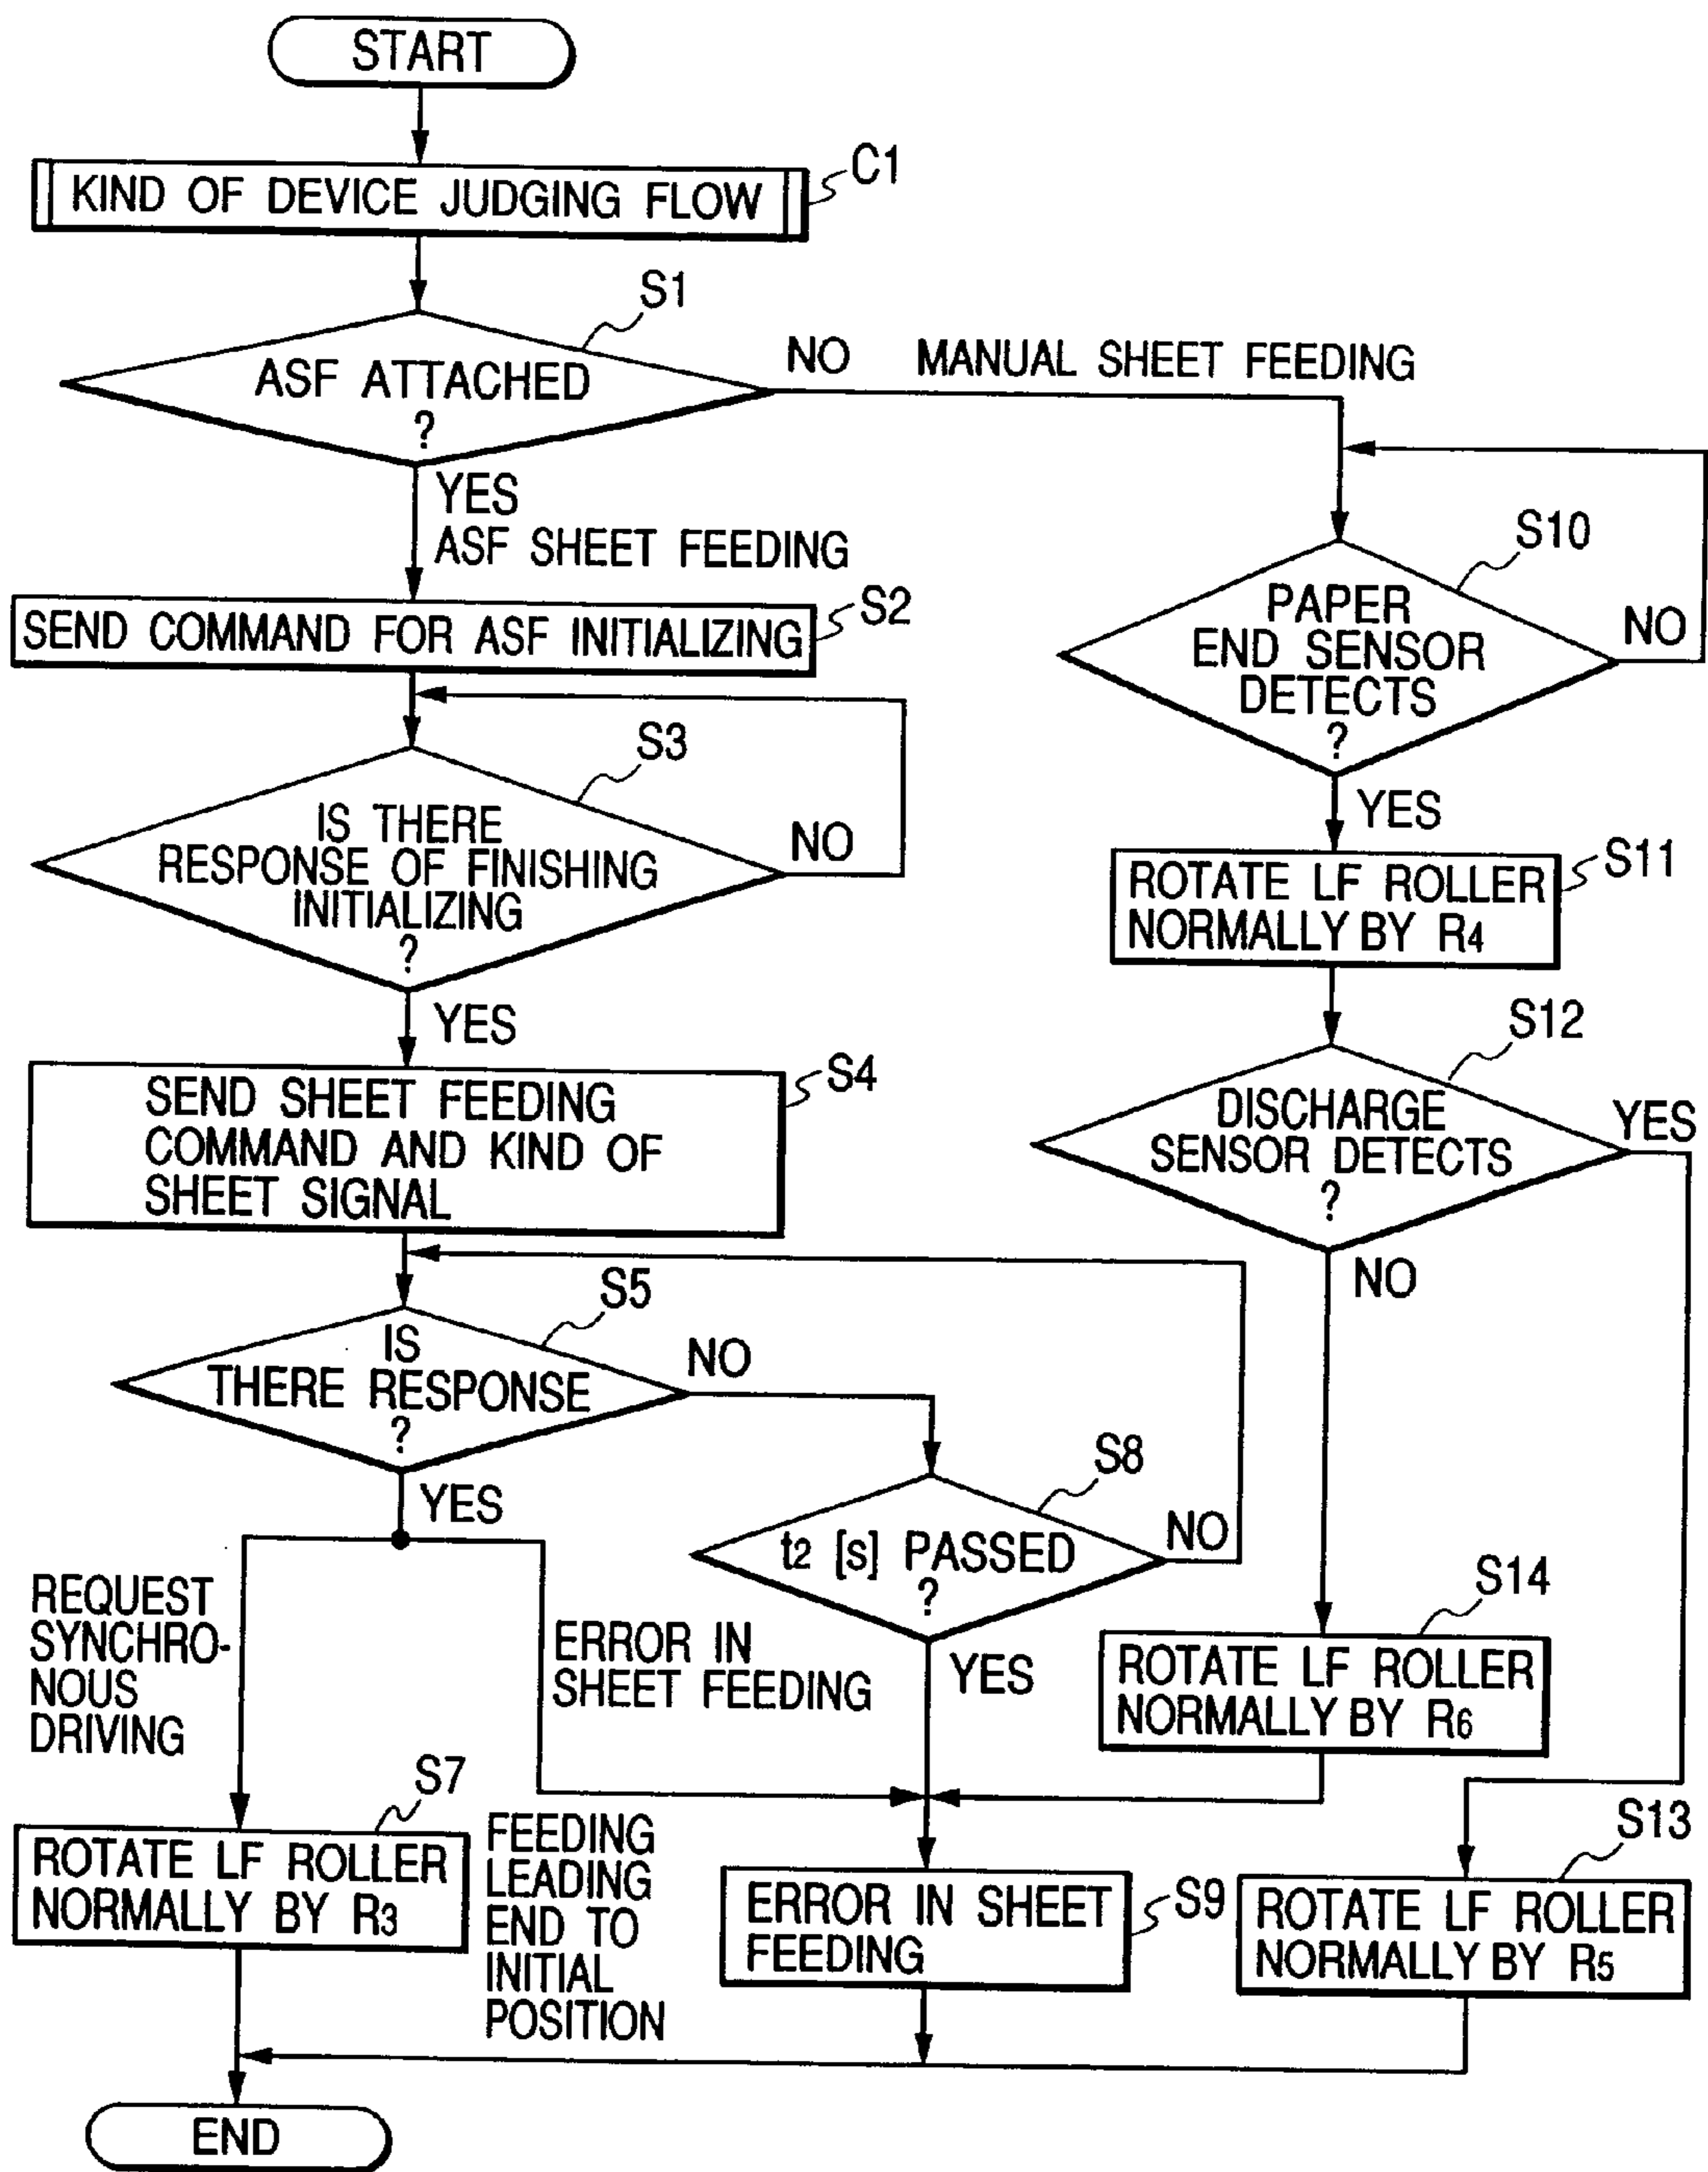 START
KIND OF DEVICE JUDGING FLOW
C1
S1
ASF ATTACHED
?
NO MANUAL SHEET FEEDING
YES
ASF SHEET FEEDING
SEND COMMAND FOR ASF INITIALIZING
S2
S3
IS THERE
RESPONSE OF FINISHING
INITIALIZING
?
NO
YES
SEND SHEET FEEDING
COMMAND AND KIND OF
SHEET SIGNAL
S4
S5
IS
THERE RESPONSE
?
NO
YES
S8
t2 [s] PASSED
?
NO
YES
REQUEST
SYNCHRO-
NOUS
DRIVING
ERROR IN
SHEET FEEDING
S7
ROTATE LF ROLLER
NORMALLY BY R3
FEEDING
LEADING
END TO
INITIAL
POSITION
ERROR IN SHEET
FEEDING
S9
S10
PAPER
END SENSOR
DETECTS
?
NO
YES
S11
ROTATE LF ROLLER
NORMALLY BY R4
S12
DISCHARGE
SENSOR DETECTS
?
YES
NO
S14
ROTATE LF ROLLER
NORMALLY BY R6
S13
ROTATE LF ROLLER
NORMALLY BY R5
END